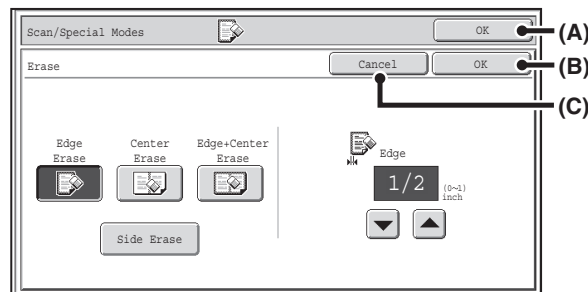 Scan/Special Modes OK (A)
Erase Cancel OK (B)
(C)
Edge Erase
Center Erase
Edge+Center Erase
Edge
1/2 (0~1) inch
Side Erase